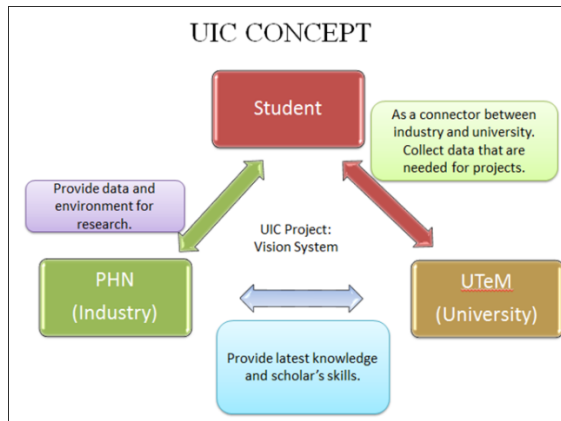 UIC CONCEPT
Student
As a connector between
industry and university.
Collect data that are
needed for projects.
Provide data and
environment for
research.
UIC Project:
Vision System
PHN
(Industry)
UTeM
(University)
Provide latest knowledge
and scholar's skills.